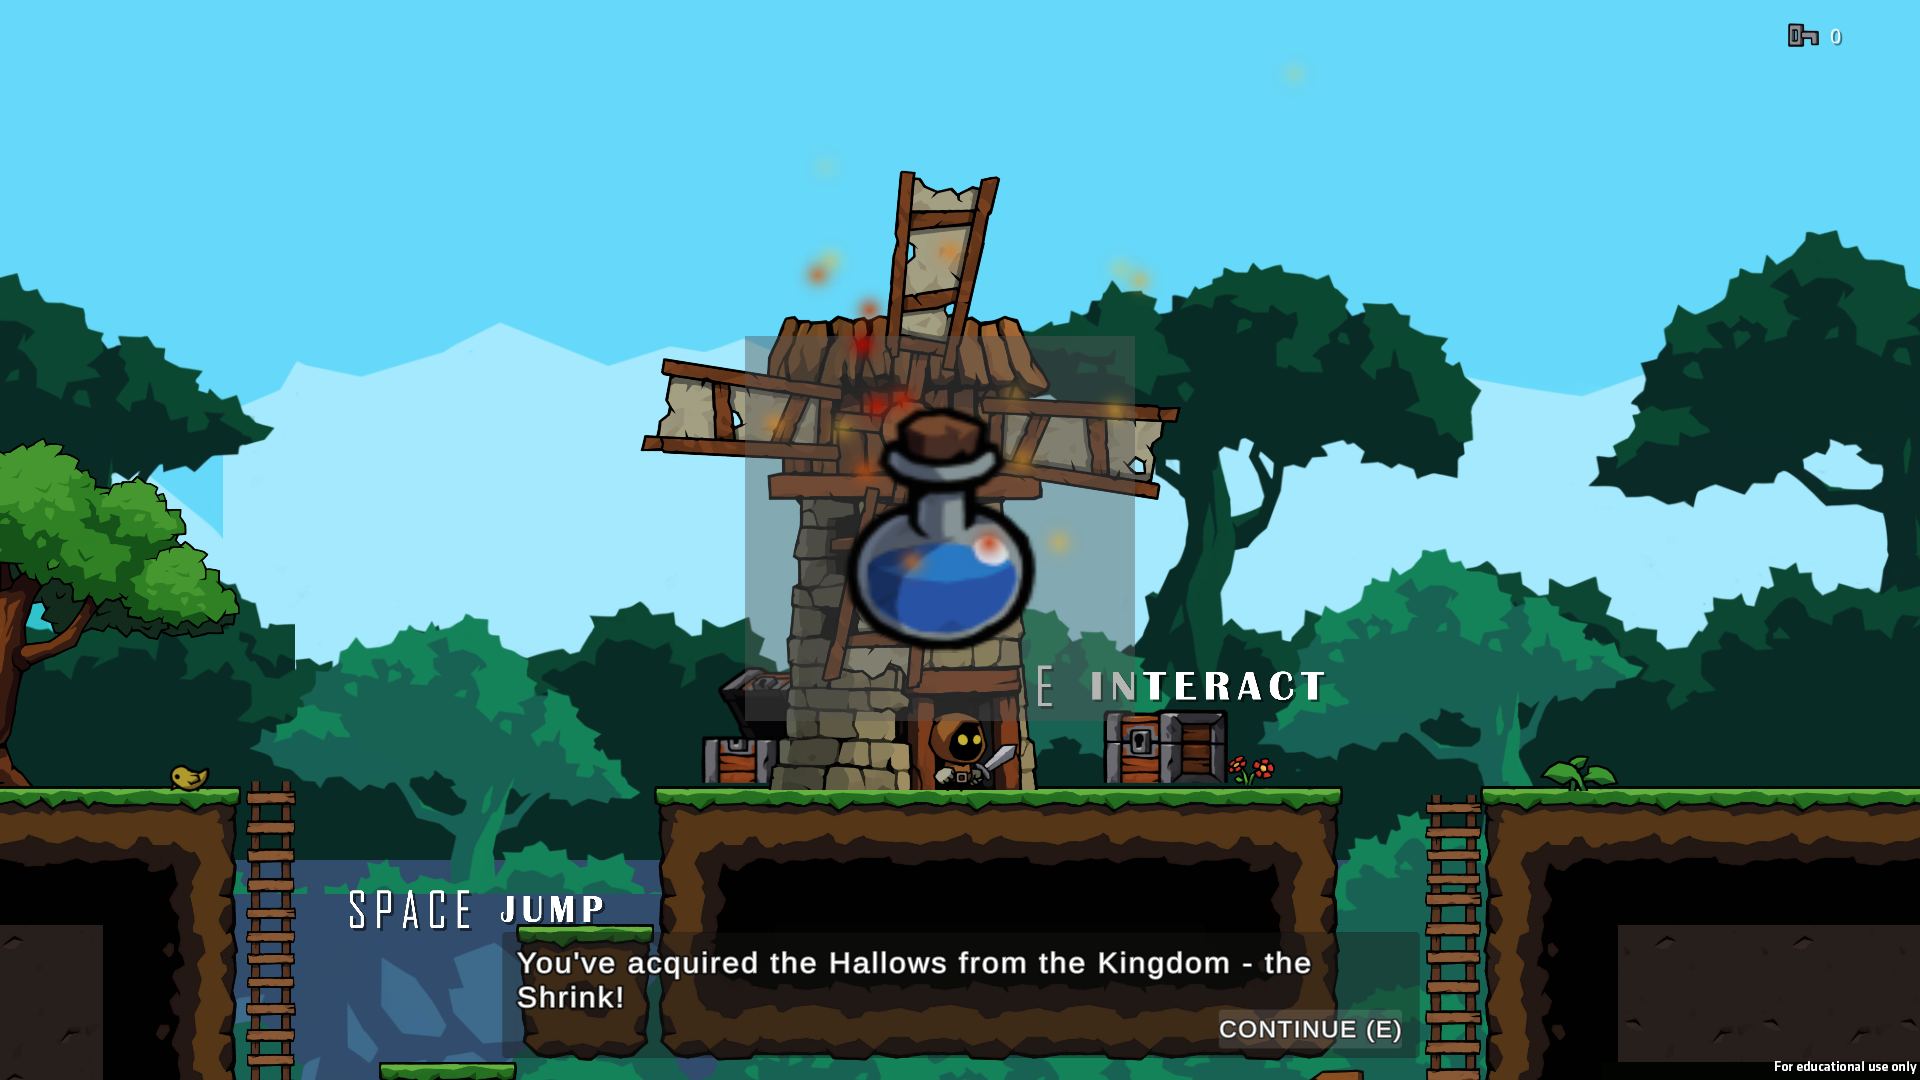 0
E INTERACT
SPACE JUMP
You've acquired the Hallows from the Kingdom - the
Shrink!
CONTINUE (E)
For educational use only